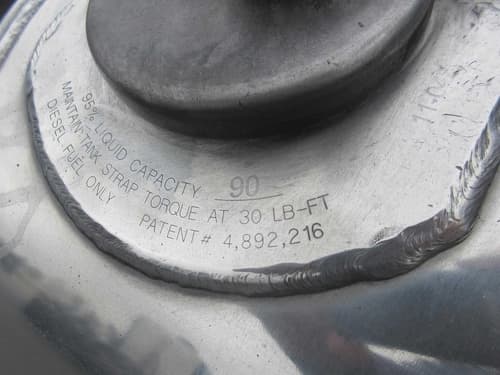 95% LIQUID CAPACITY 90
MAINTAIN TANK STRAP TORQUE AT 30 LB-FT
DIESEL FUEL ONLY PATENT# 4,892,216